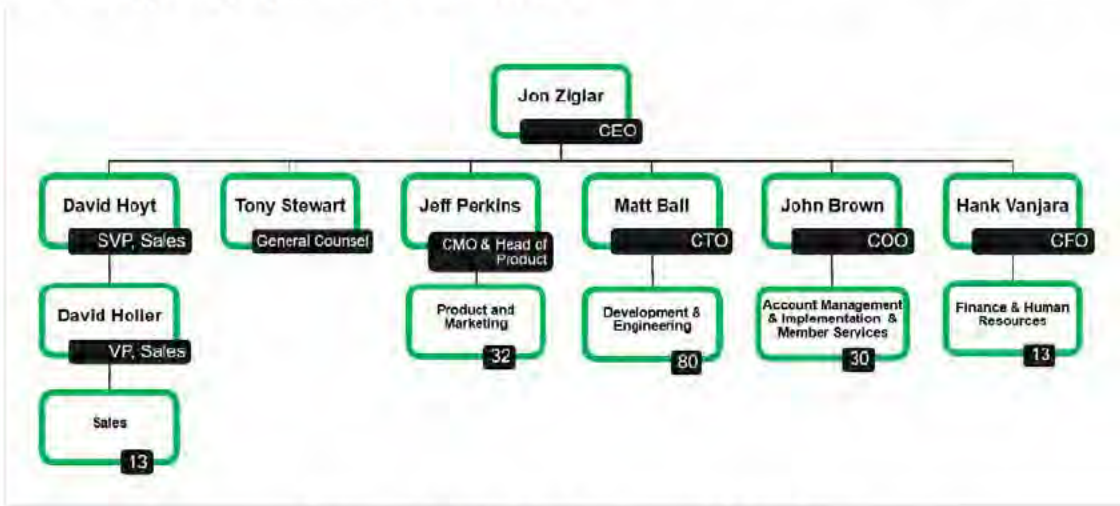 Jon Ziglar
CEO
David Hoyt
SVP, Sales
Tony Stewart
General Counsel
Jeff Perkins
CMO & Head of
Product
Matt Ball
CTO
John Brown
COO
Hank Vanjara
CFO
David Holler
VP, Sales
Product and
Marketing
32
Development &
Engineering
80
Account Management
& Implementation &
Member Services
30
Finance & Human
Resources
13
Sales
13